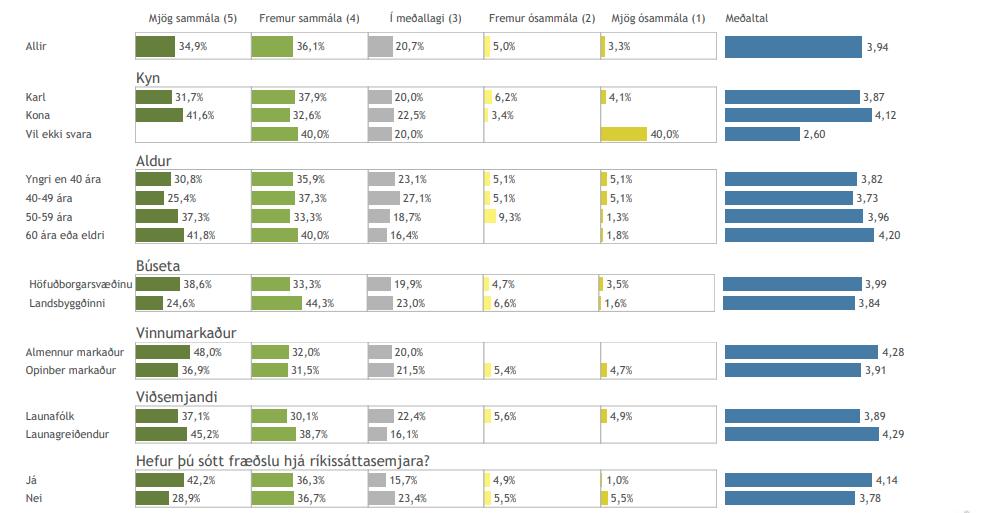 Mjög sammála (5) Fremur sammála (4) Í meðallagi (3) Fremur ósammála (2) Mjög ósammála (1) Meðaltal
Allir 34,9% 36,1% 20,7% 5,0% 3,3% 3,94
Kyn
Karl 31,7% 37,9% 20,0% 6,2% 4,1% 3,87
Kona 41,6% 32,6% 22,5% 3,4% 4,12
Vil ekki svara 40,0% 20,0% 40,0% 2,60
Aldur
Yngri en 40 ára 30,8% 35,9% 23,1% 5,1% 5,1% 3,82
40-49 ára 25,4% 37,3% 27,1% 5,1% 5,1% 3,73
50-59 ára 37,3% 33,3% 18,7% 9,3% 1,3% 3,96
60 ára eða eldri 41,8% 40,0% 16,4% 1,8% 4,20
Búseta
Höfuðborgarsvæðinu 38,6% 33,3% 19,9% 4,7% 3,5% 3,99
Landsbyggðinni 24,6% 44,3% 23,0% 6,6% 1,6% 3,84
Vinnumarkaður
Almennur markaður 48,0% 32,0% 20,0% 4,28
Opinber markaður 36,9% 31,5% 21,5% 5,4% 4,7% 3,91
Viðsemjandi
Launafólk 37,1% 30,1% 22,4% 5,6% 4,9% 3,89
Launagreiðendur 45,2% 38,7% 16,1% 4,29
Hefur þú sótt fræðslu hjá ríkissáttasemjara?
Já 42,2% 36,3% 15,7% 4,9% 1,0% 4,14
Nei 28,9% 36,7% 23,4% 5,5% 5,5% 3,78